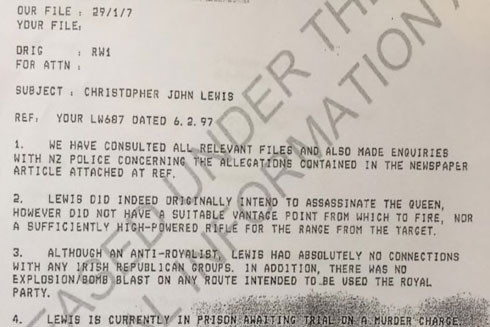 OUR FILE : 29/1/7
YOUR FILE:
ORIG : RW1
FOR ATTN :
SUBJECT : CHRISTOPHER JOHN LEWIS
REF: YOUR LW687 DATED 6.2.97
1. WE HAVE CONSULTED ALL RELEVANT FILES AND ALSO MADE ENQUIRIES
WITH NZ POLICE CONCERNING THE ALLEGATIONS CONTAINED IN THE NEWSPAPER
ARTICLE ATTACHED AT REF.
2. LEWIS DID INDEED ORIGINALLY INTEND TO ASSASSINATE THE QUEEN,
HOWEVER DID NOT HAVE A SUITABLE VANTAGE POINT FROM WHICH TO FIRE, NOR
A SUFFICIENTLY HIGH-POWERED RIFLE FOR THE RANGE FROM THE TARGET.
3. ALTHOUGH AN ANTI-ROYALIST, LEWIS HAD ABSOLUTELY NO CONNECTIONS
WITH ANY IRISH REPUBLICAN GROUPS. IN ADDITION, THERE WAS NO
EXPLOSION/BOMB BLAST ON ANY ROUTE INTENDED TO BE USED THE ROYAL
PARTY.
4. LEWIS IS CURRENTLY IN PRISON AWAITING TRIAL ON A MURDER CHARGE
EASED UNDER THE
L INFORMATION A